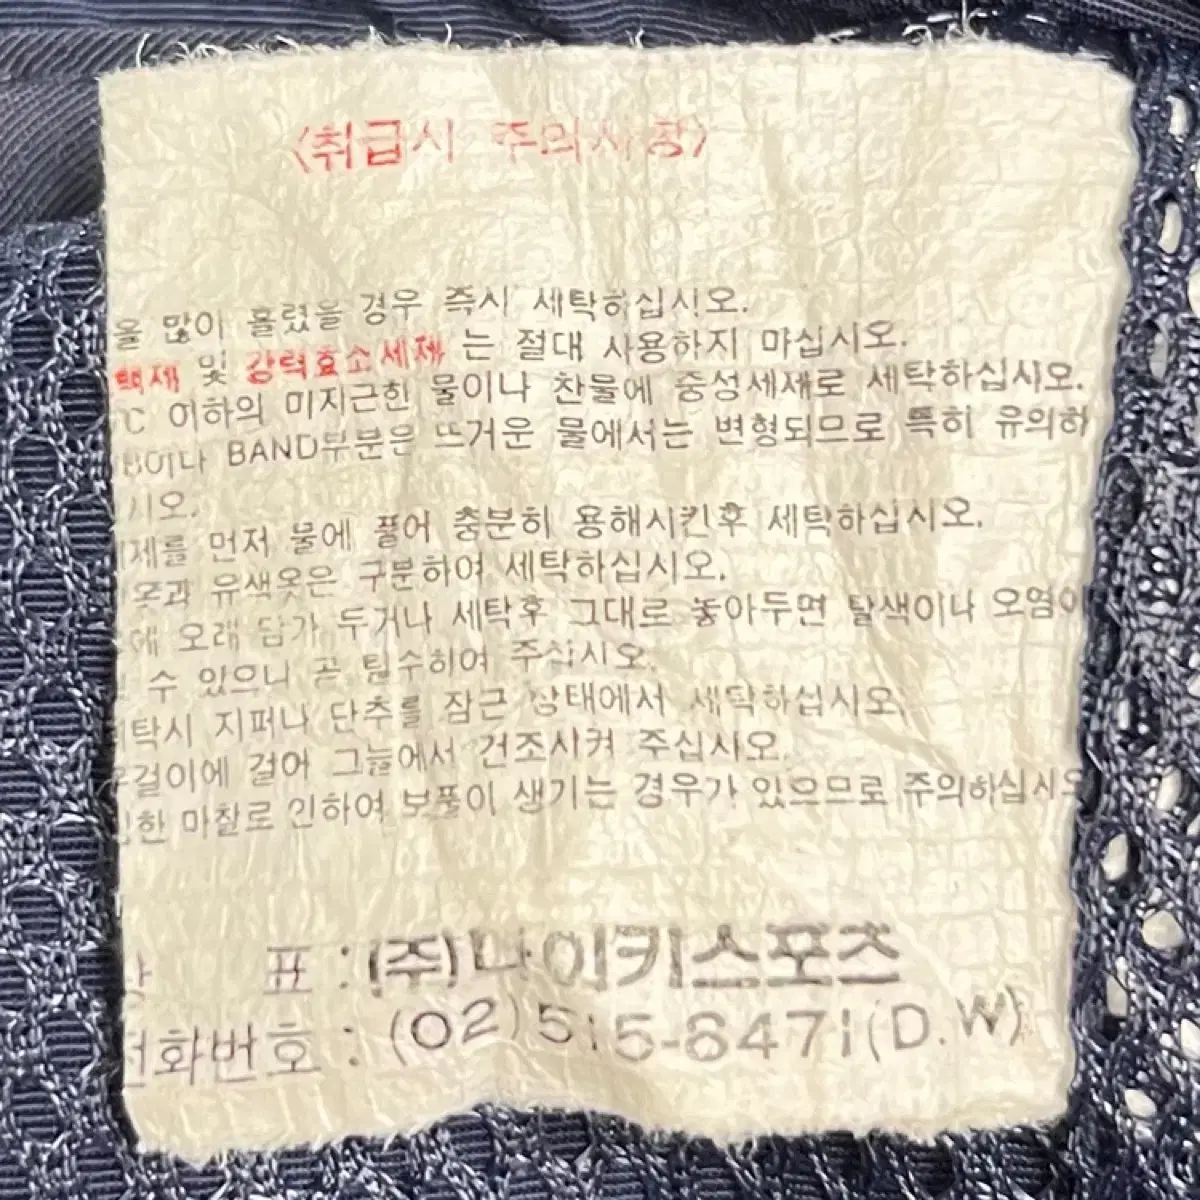 〈취급시 주의사항〉
을 많이 흘렸을 경우 즉시 세탁하십시오.
백제 및 강력효소세제 는 절대 사용하지 마십시오.
℃ 이하의 미지근한 물이나 찬물에 중성세제로 세탁하십시오.
이나 BAND부분은 뜨거운 물에서는 변형되므로 특히 유의하
시오.
제를 먼저 물에 풀어 충분히 용해시킨후 세탁하십시오.
옷과 유색옷은 구분하여 세탁하십시오.
에 오래 담가 두거나 세탁후 그대로 놓아두면 탈색이나 오염이
수 있으니 곧 탈수하여 주십시오.
세탁시 지퍼나 단추를 잠근 상태에서 세탁하십시오.
옷걸이에 걸어 그늘에서 건조시켜 주십시오.
심한 마찰로 인하여 보풀이 생기는 경우가 있으므로 주의하십시오
상 표 : (주)나이키스포츠
전화번호 : (02)515-8471(D.W)